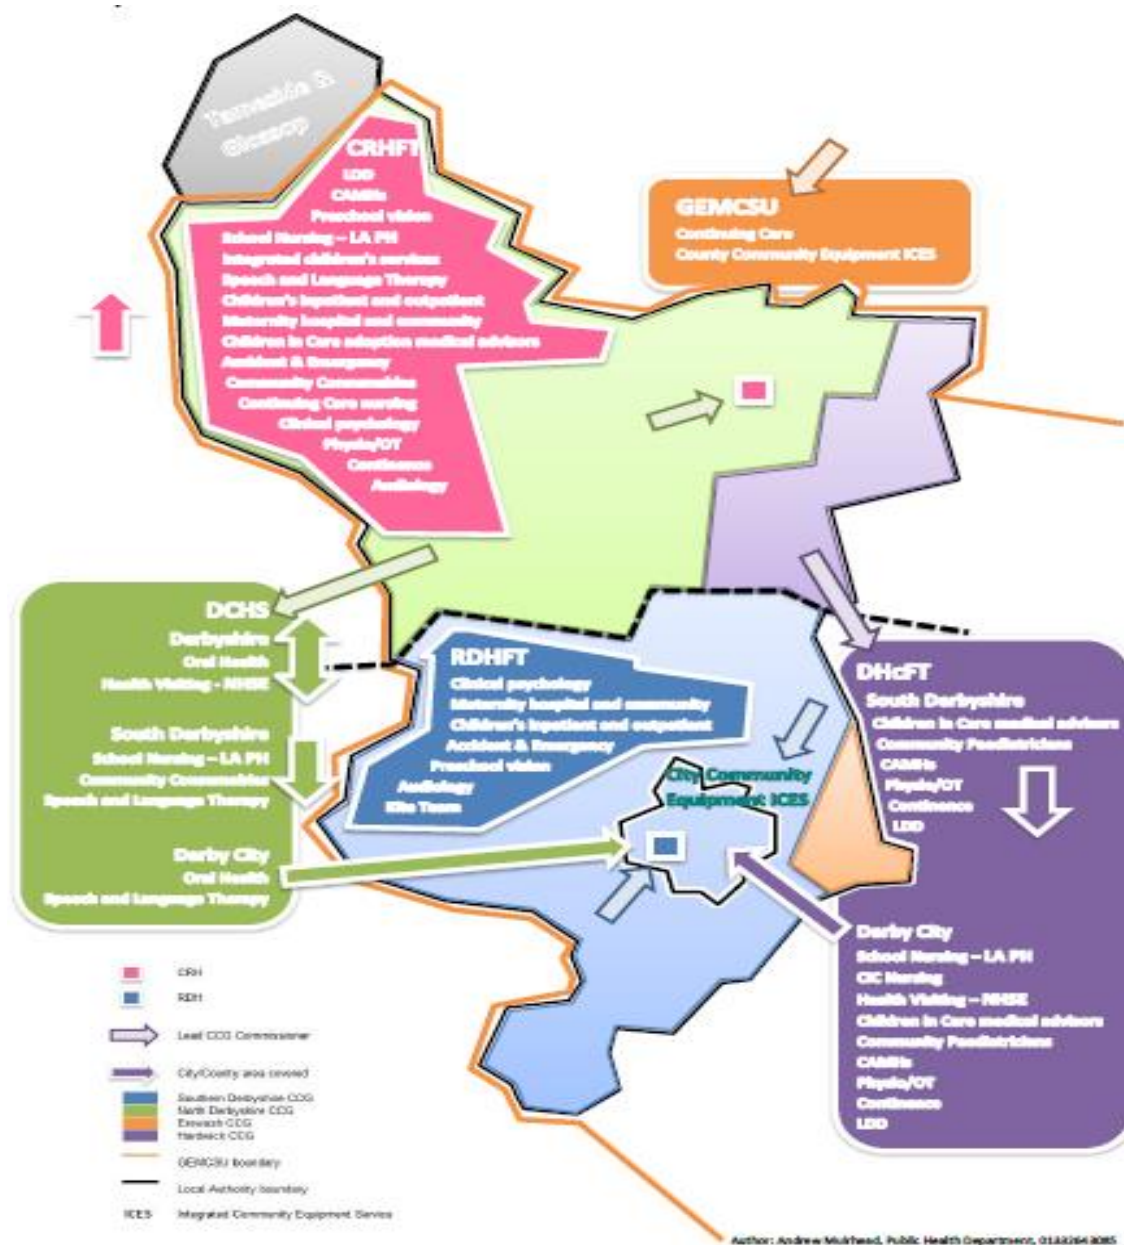 Tameside &
Glossop
CRHFT
LDD
CAMHs
Preschool vision
School Nursing – LA PH
Integrated children's services
Speech and Language Therapy
Children's inpatient and outpatient
Maternity hospital and community
Children in Care adoption medical advisors
Accident & Emergency
Community Consumables
Continuing Care nursing
Clinical psychology
Physio/OT
Continence
Audiology
GEMCSU
Continuing Care
County Community Equipment ICES
DCHS
Derbyshire
Oral Health
Health Visiting - NHSE
South Derbyshire
School Nursing – LA PH
Community Consumables
Speech and Language Therapy
Derby City
Oral Health
Speech and Language Therapy
RDHFT
Clinical psychology
Maternity hospital and community
Children's inpatient and outpatient
Accident & Emergency
Preschool vision
Audiology
Kite Team
City Community
Equipment ICES
DHcFT
South Derbyshire
Children in Care medical advisors
Community Paediatricians
CAMHs
Physio/OT
Continence
LDD
Derby City
School Nursing – LA PH
CIC Nursing
Health Visiting – NHSE
Children in Care medical advisors
Community Paediatricians
CAMHs
Physio/OT
Continence
LDD
CRH
RDH
Lead CCG Commissioner
City/County area covered
Southern Derbyshire CCG
North Derbyshire CCG
Erewash CCG
Hardwick CCG
GEMCSU boundary
Local Authority boundary
ICES Integrated Community Equipment Service
Author: Andrew Muirhead, Public Health Department, 01332643085